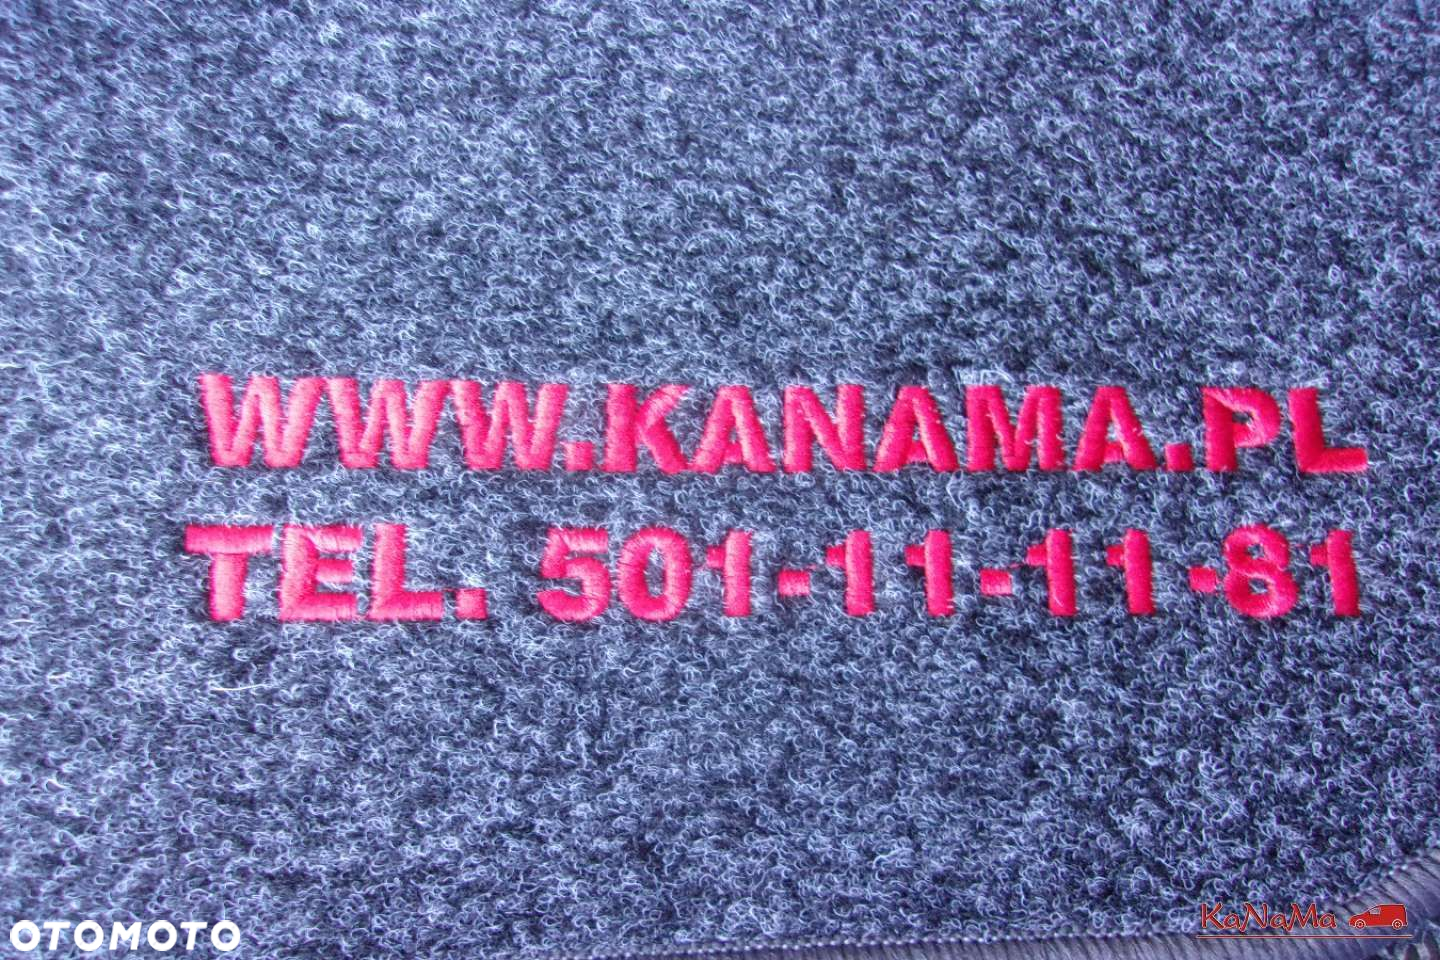 WWW.KANAMA.PL
TEL. 501-11-11-81
OTOMOTO
KaNaMa